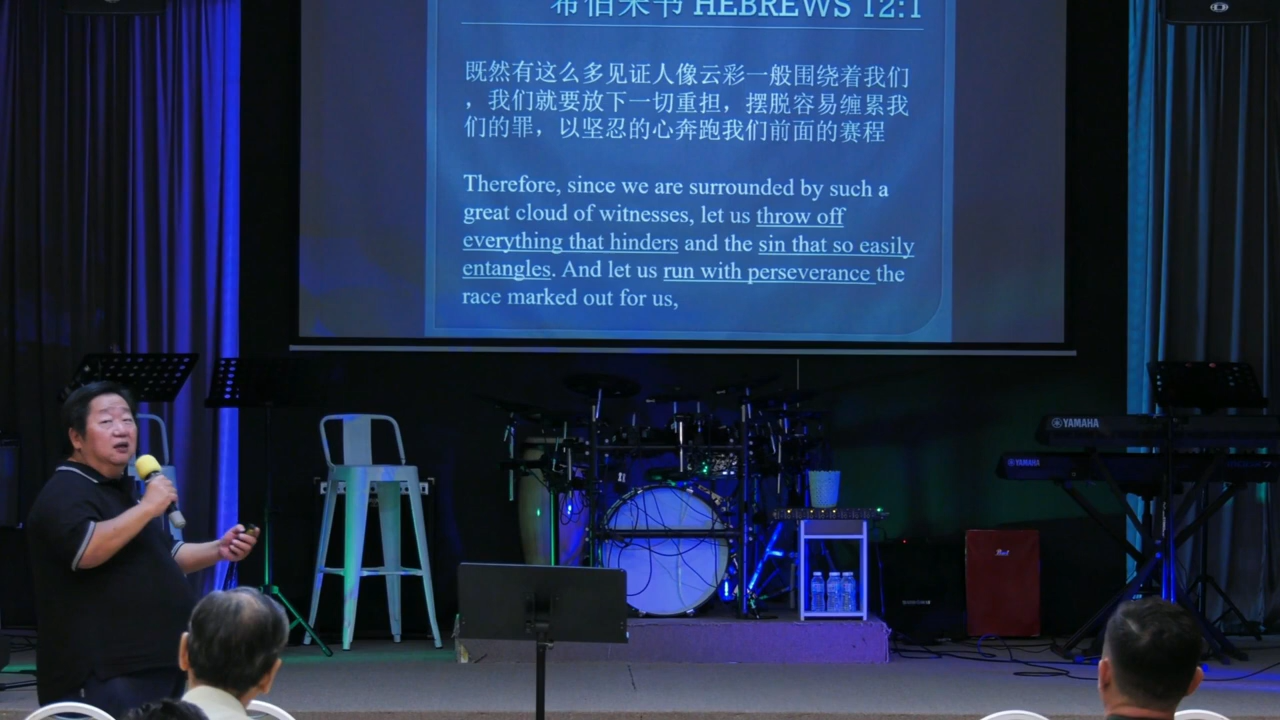 希伯来书 HEBREWS 12:1
既然有这么多见证人像云彩一般围绕着我们
，我们就要放下一切重担，摆脱容易缠累我
们的罪，以坚忍的心奔跑我们前面的赛程
Therefore, since we are surrounded by such a
great cloud of witnesses, let us throw off
everything that hinders and the sin that so easily
entangles. And let us run with perseverance the
race marked out for us,
YAMAHA
YAMAHA
Pearl